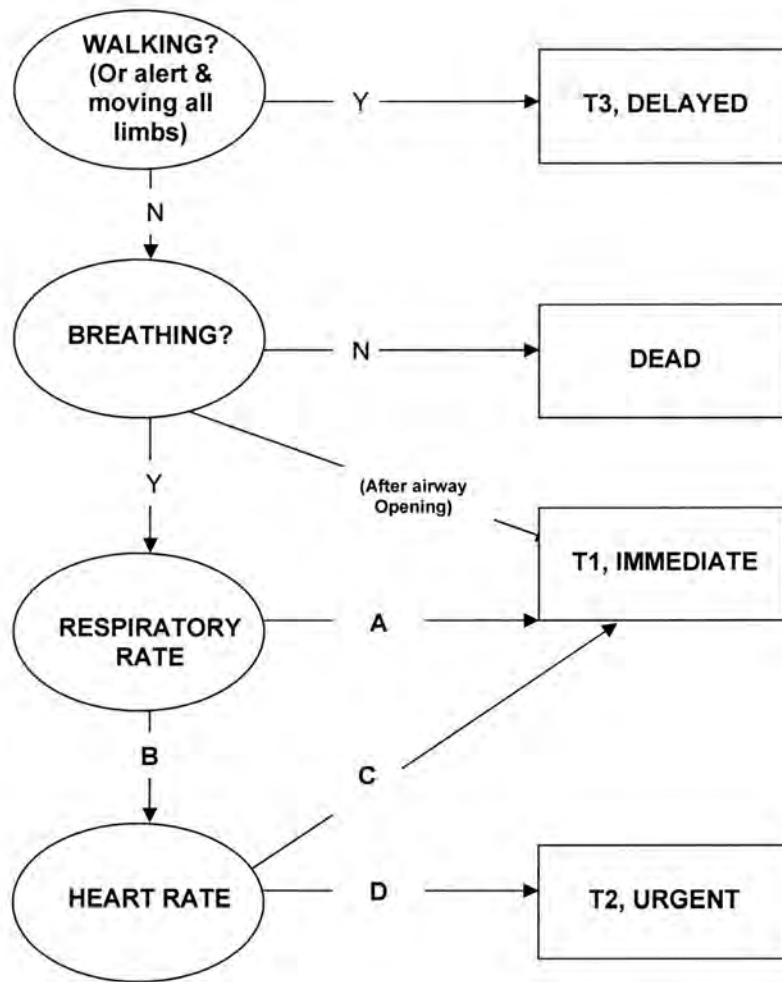 WALKING?
(Or alert &
moving all
limbs)
Y
T3, DELAYED
N
BREATHING?
N
DEAD
Y
(After airway
Opening)
T1, IMMEDIATE
RESPIRATORY
RATE
A
B
C
HEART RATE
D
T2, URGENT